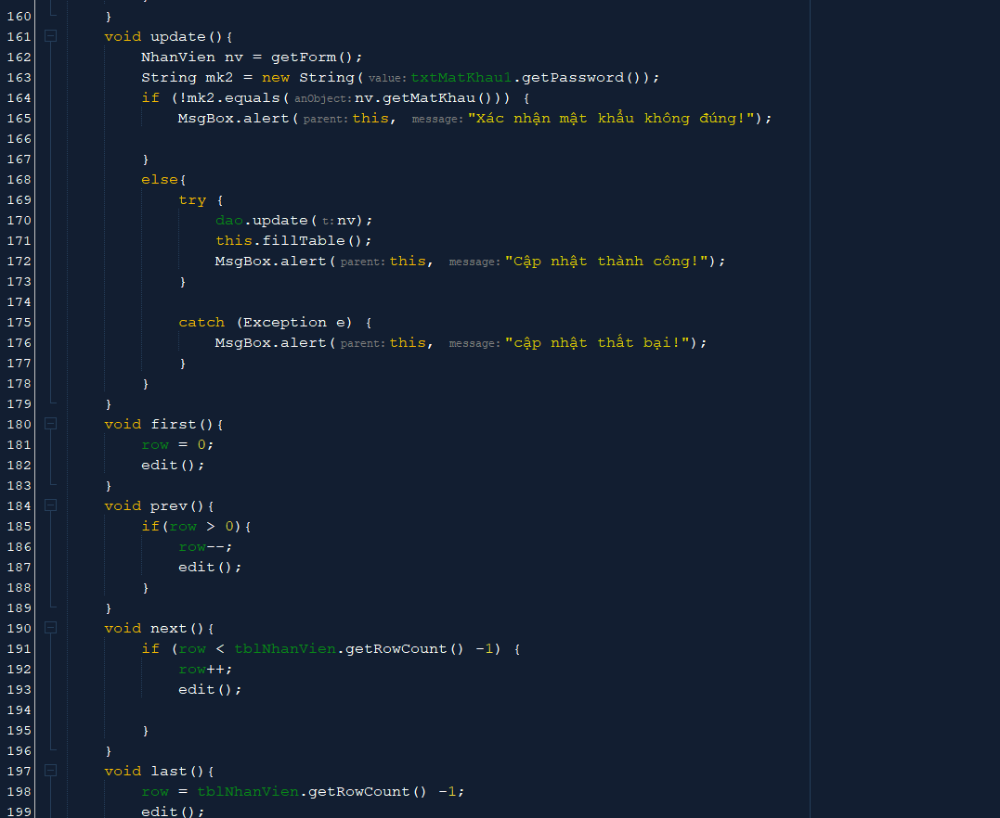 160 }
161 void update(){
162 NhanVien nv = getForm();
163 String mk2 = new String(value:txtMatKhau1.getPassword());
164 if (!mk2.equals(anObject:nv.getMatKhau())) {
165 MsgBox.alert(parent:this, message:"Xác nhận mật khẩu không đúng!");
166
167 }
168 else{
169 try {
170 dao.update(t:nv);
171 this.fillTable();
172 MsgBox.alert(parent:this, message:"Cập nhật thành công!");
173 }
174
175 catch (Exception e) {
176 MsgBox.alert(parent:this, message:"cập nhật thất bại!");
177 }
178 }
179 }
180 void first(){
181 row = 0;
182 edit();
183 }
184 void prev(){
185 if(row > 0){
186 row--;
187 edit();
188 }
189 }
190 void next(){
191 if (row < tblNhanVien.getRowCount() -1) {
192 row++;
193 edit();
194
195 }
196 }
197 void last(){
198 row = tblNhanVien.getRowCount() -1;
199 edit();